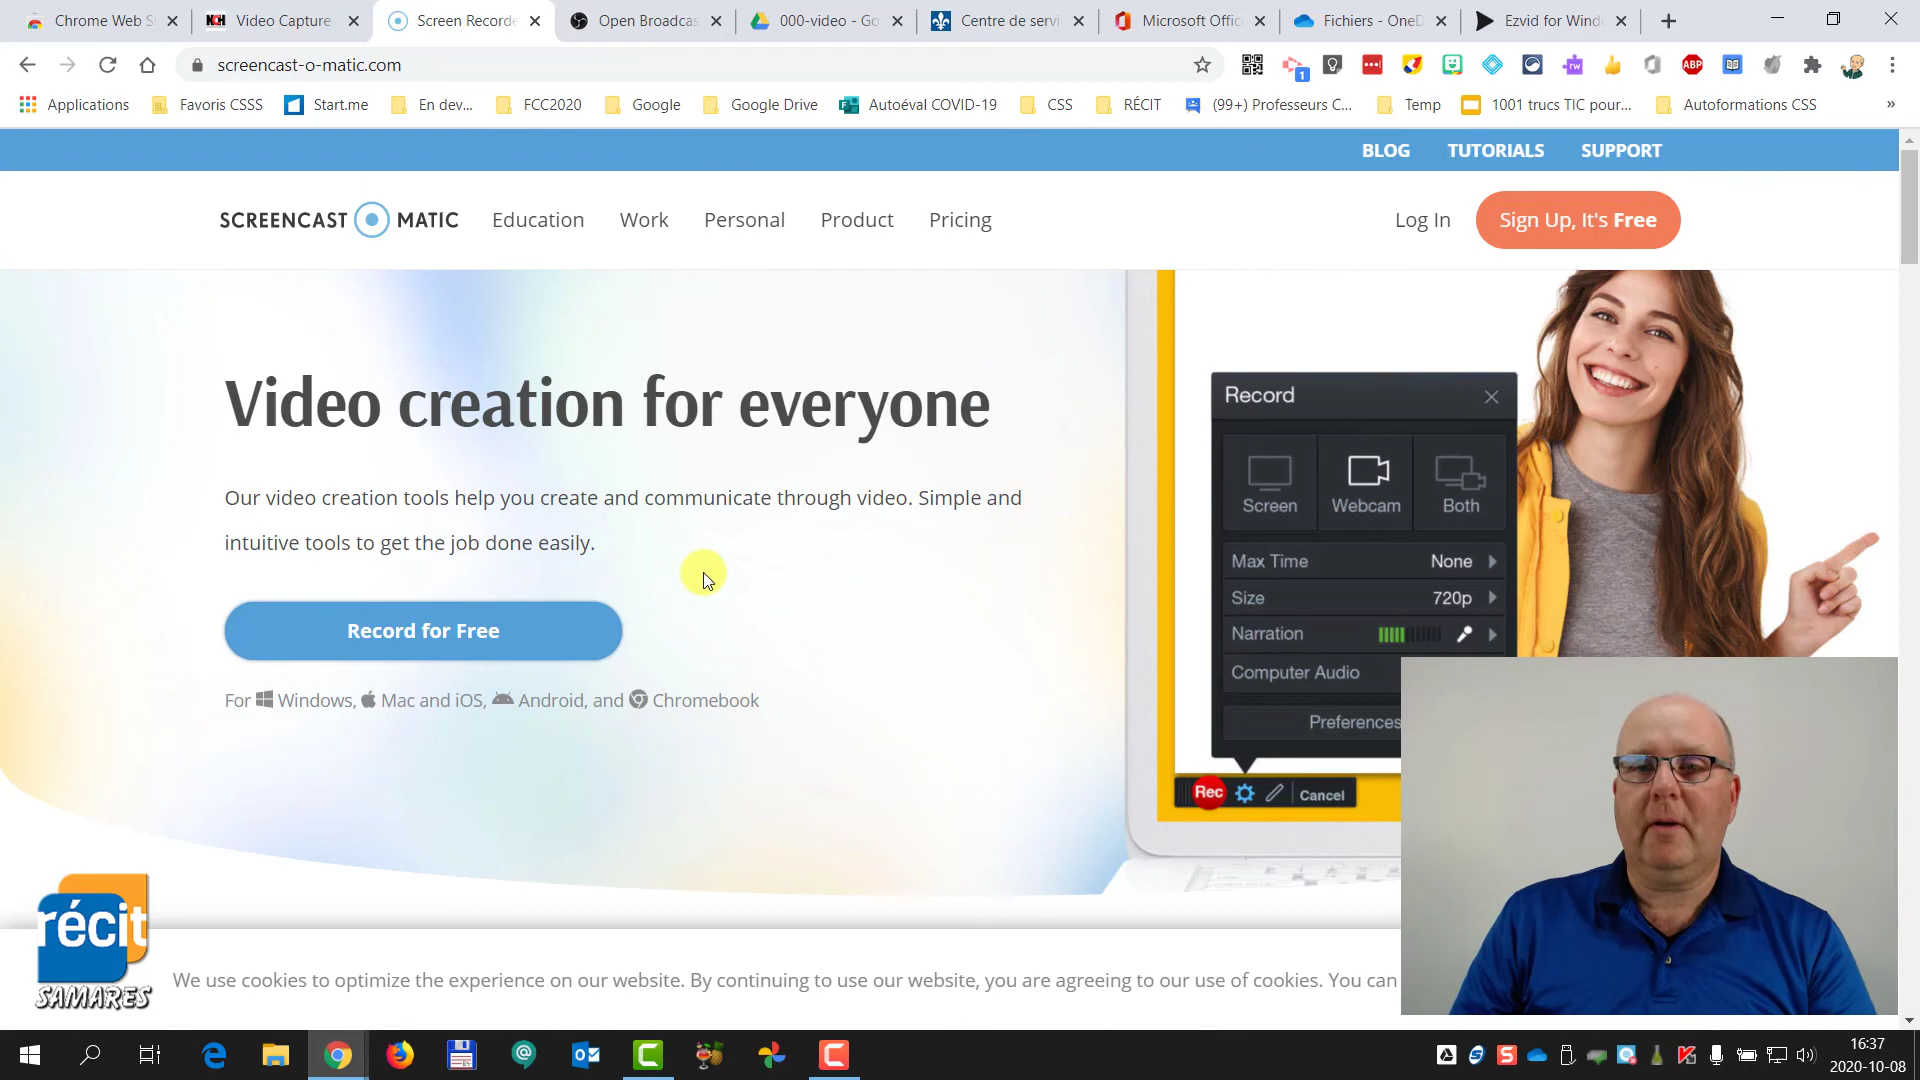 Chrome Web S
NCH Video Capture
Screen Recorde
Open Broadcas
000-video - Go
Centre de servi
Microsoft Offic
Fichiers - OneD
Ezvid for Wind
screencast-o-matic.com
1
rw
ABP
Applications
Favoris CSSS
Start.me
En dev...
FCC2020
Google
Google Drive
Autoéval COVID-19
CSS
RÉCIT
(99+) Professeurs C...
Temp
1001 trucs TIC pour...
Autoformations CSS
»
BLOG TUTORIALS SUPPORT
SCREENCAST MATIC
Education
Work
Personal
Product
Pricing
Log In
Sign Up, It's Free
Video creation for everyone
Our video creation tools help you create and communicate through video. Simple and
intuitive tools to get the job done easily.
Record for Free
For Windows, Mac and iOS, Android, and Chromebook
Record
Screen
Webcam
Both
Max Time None
Size 720p
Narration
Computer Audio
Preferences
Rec
Cancel
récit
SAMARES
We use cookies to optimize the experience on our website. By continuing to use our website, you are agreeing to our use of cookies. You can
16:37
2020-10-08